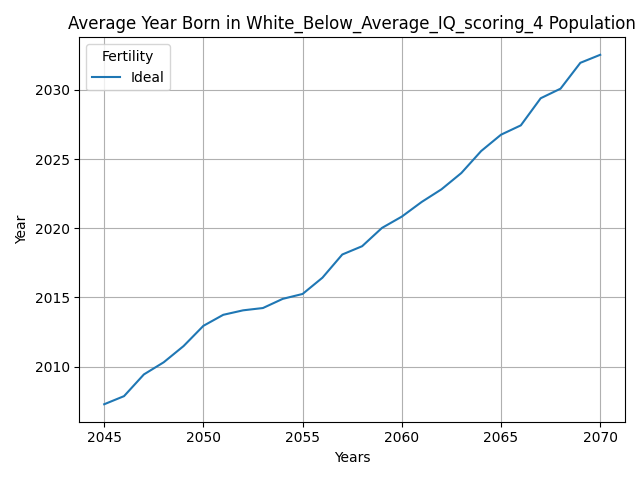 Average Year Born in White_Below_Average_IQ_scoring_4 Population
Fertility
Ideal
2030
2025
2020
2015
2010
Year
2045 2050 2055 2060 2065 2070
Years